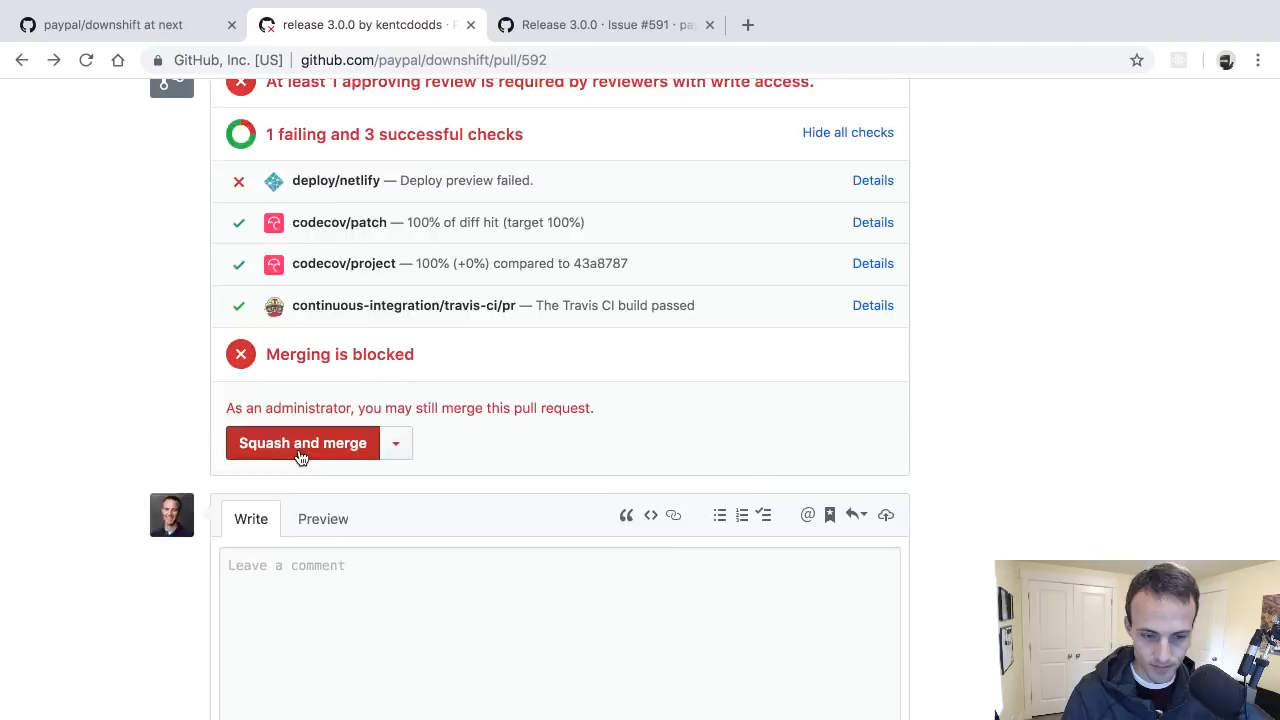 paypal/downshift at next
release 3.0.0 by kentcdodds ·
Release 3.0.0 · Issue #591 · pay
GitHub, Inc. [US]
github.com/paypal/downshift/pull/592
At least 1 approving review is required by reviewers with write access.
1 failing and 3 successful checks
Hide all checks
deploy/netlify — Deploy preview failed.
Details
codecov/patch — 100% of diff hit (target 100%)
Details
codecov/project — 100% (+0%) compared to 43a8787
Details
continuous-integration/travis-ci/pr — The Travis CI build passed
Details
Merging is blocked
As an administrator, you may still merge this pull request.
Squash and merge
Write
Preview
Leave a comment